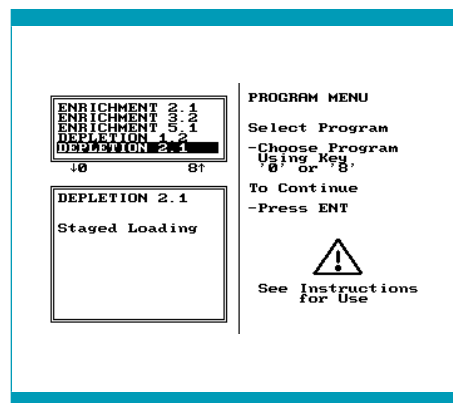 ENRICHMENT 2.1
ENRICHMENT 3.2
ENRICHMENT 5.1
DEPLETION 1.2
DEPLETION 2.1
↓0 8↑
DEPLETION 2.1
Staged Loading
PROGRAM MENU
Select Program
-Choose Program
Using Key
'0' or '8'
To Continue
-Press ENT
See Instructions
for Use